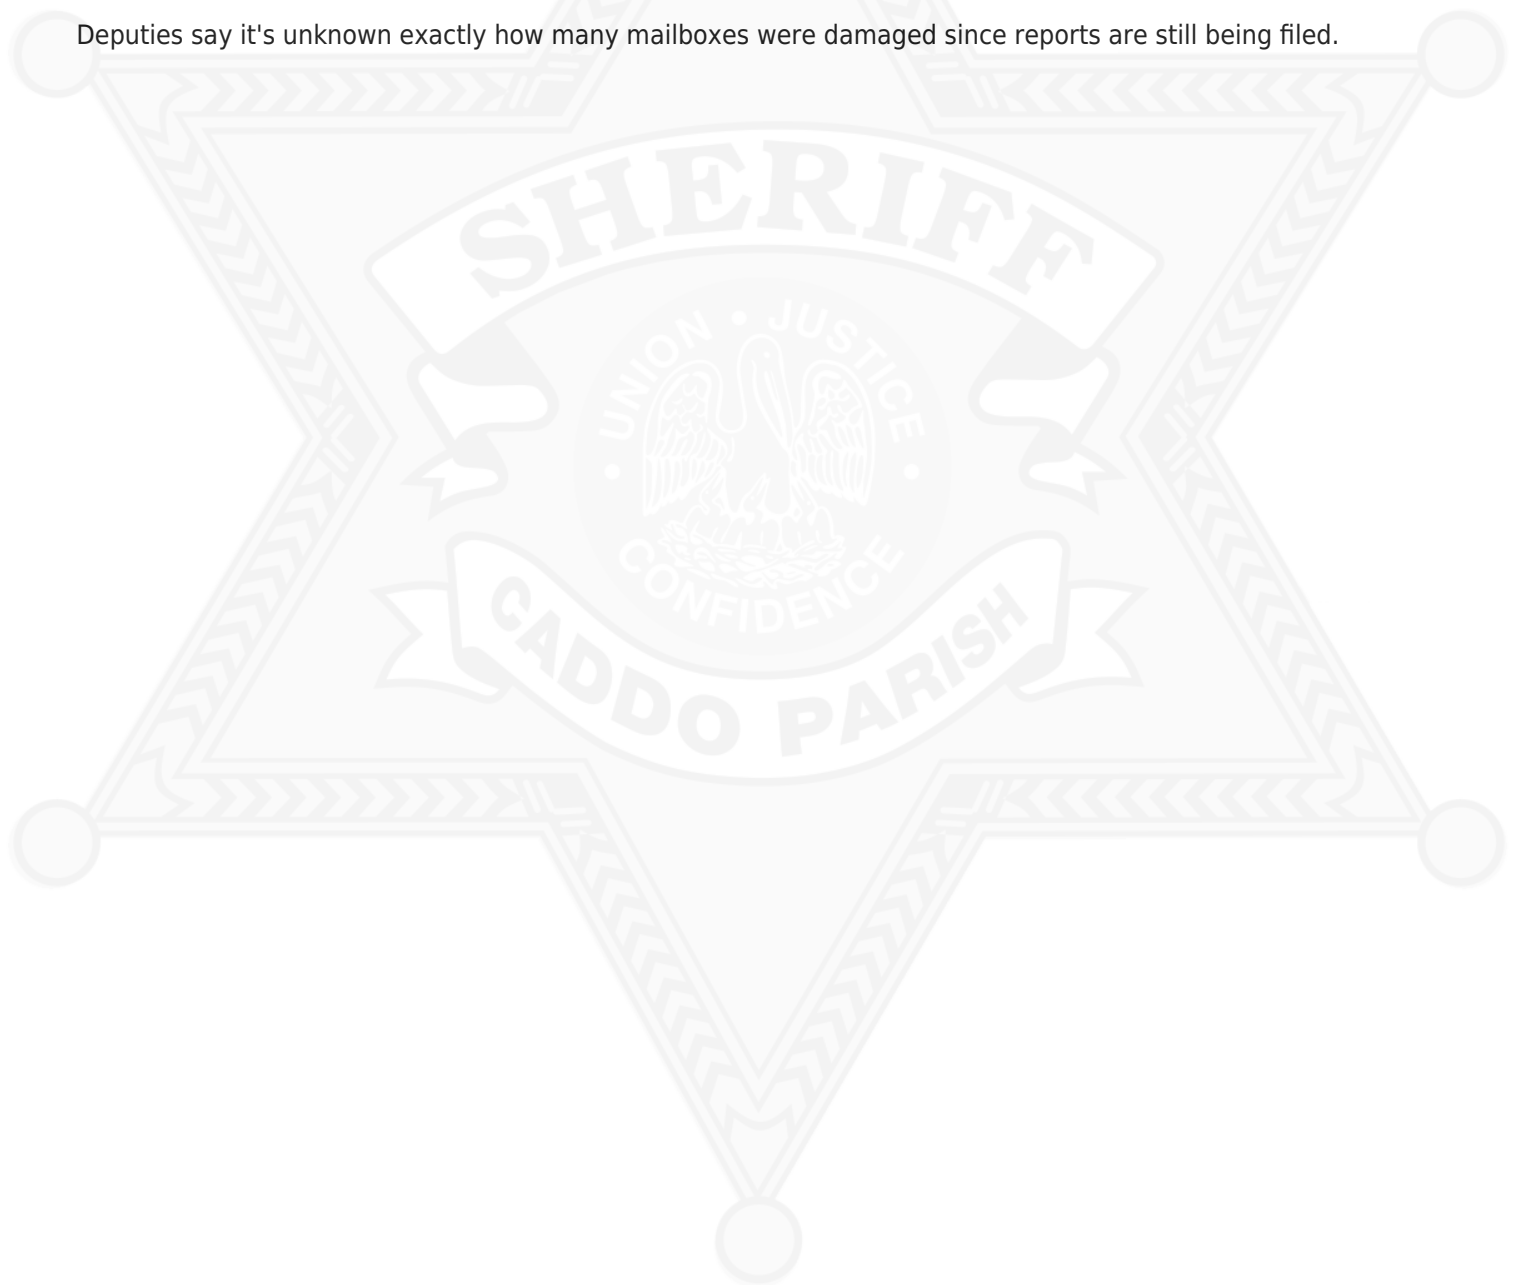 Deputies say it's unknown exactly how many mailboxes were damaged since reports are still being filed.
SHERIFF
UNION • JUSTICE
CONFIDENCE
CADDO PARISH